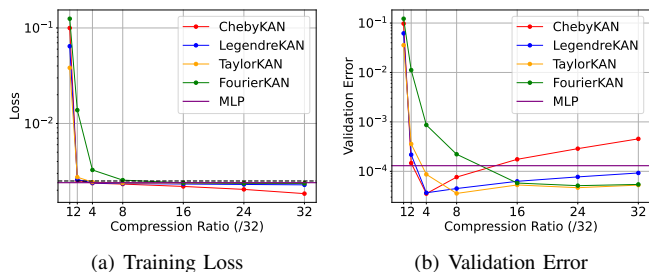 10⁻¹
10⁻²
Loss
ChebyKAN
LegendreKAN
TaylorKAN
FourierKAN
MLP
1 2 4 8 16 24 32
Compression Ratio (/32)
(a) Training Loss
10⁻¹
10⁻²
10⁻³
10⁻⁴
Validation Error
ChebyKAN
LegendreKAN
TaylorKAN
FourierKAN
MLP
1 2 4 8 16 24 32
Compression Ratio (/32)
(b) Validation Error